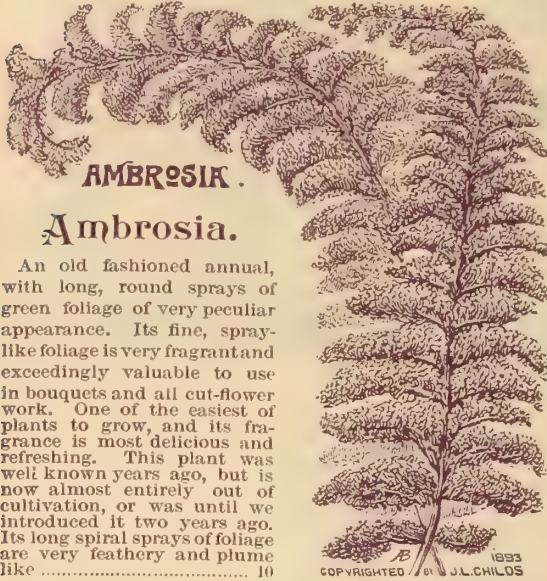 AMBROSIA.
Ambrosia.
An old fashioned annual,
with long, round sprays of
green foliage of very peculiar
appearance. Its fine, spray-
like foliage is very fragrant and
exceedingly valuable to use
in bouquets and all cut-flower
work. One of the easiest of
plants to grow, and its fra-
grance is most delicious and
refreshing. This plant was
well known years ago, but is
now almost entirely out of
cultivation, or was until we
introduced it two years ago.
Its long spiral sprays of foliage
are very feathery and plume
like .................................. 10
AB 1893
COPYRIGHTED BY J.L.CHILDS